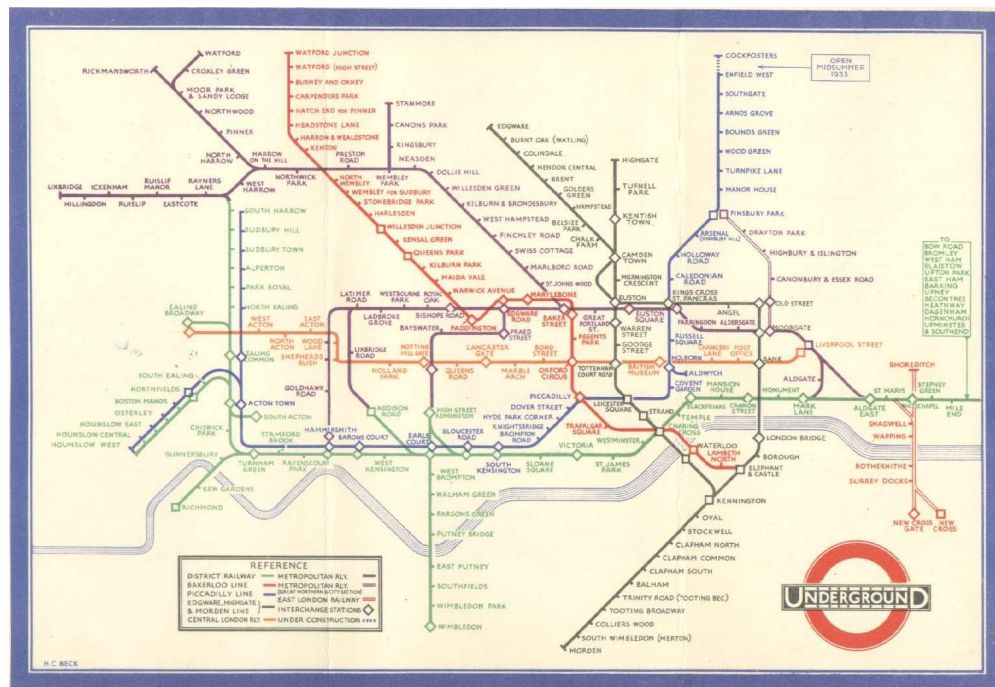 WATFORD
CROXLEY GREEN
RICKMANSWORTH
MOOR PARK
& SANDY LODGE
NORTHWOOD
PINNER
NORTH
HARROW
HARROW
ON THE HILL
NORTHWICK
PARK
PRESTON
ROAD
WEMBLEY
PARK
NEASDEN
STANMORE
CANONS PARK
KINGSBURY
DOLLIS HILL
WILLESDEN GREEN
KILBURN & BRONDESBURY
WEST HAMPSTEAD
FINCHLEY ROAD
SWISS COTTAGE
MARLBORO ROAD
ST. JOHNS WOOD
UXBRIDGE
ICKENHAM
RUISLIP
MANOR
RAYNERS
LANE
WEST
HARROW
HILLINGDON
RUISLIP
EASTCOTE
WATFORD JUNCTION
WATFORD (HIGH STREET)
BUSHEY AND OXHEY
CARPENDERS PARK
HATCH END FOR PINNER
HEADSTONE LANE
HARROW & WEALDSTONE
KENTON
NORTH
WEMBLEY
WEMBLEY FOR SUDBURY
STONEBRIDGE PARK
HARLESDEN
WILLESDEN JUNCTION
KENSAL GREEN
QUEENS PARK
KILBURN PARK
MAIDA VALE
WARWICK AVENUE
MARYLEBONE
EDGWARE
BURNT OAK (WATLING)
COLINDALE
HENDON CENTRAL
BRENT
GOLDERS
GREEN
HAMPSTEAD
BELSIZE
PARK
CHALK
FARM
HIGHGATE
TUFNELL
PARK
KENTISH
TOWN
CAMDEN
TOWN
MORNINGTON
CRESCENT
EUSTON
COCKFOSTERS
OPEN
MIDSUMMER
1933
ENFIELD WEST
SOUTHGATE
ARNOS GROVE
BOUNDS GREEN
WOOD GREEN
TURNPIKE LANE
MANOR HOUSE
FINSBURY PARK
ARSENAL
(HIGHBURY HILL)
DRAYTON PARK
HOLLOWAY
ROAD
HIGHBURY & ISLINGTON
CALEDONIAN
ROAD
CANONBURY & ESSEX ROAD
KINGS CROSS
ST. PANCRAS
ANGEL
OLD STREET
TO
BOW ROAD
BROMLEY
WEST HAM
PLAISTOW
UPTON PARK
EAST HAM
BARKING
UPNEY
BECONTREE
HEATHWAY
DAGENHAM
HORNCHURCH
UPMINSTER
& SOUTHEND
SOUTH HARROW
SUDBURY HILL
SUDBURY TOWN
ALPERTON
PARK ROYAL
NORTH EALING
EALING
BROADWAY
WEST
ACTON
EAST
ACTON
NORTH
ACTON
WOOD
LANE
SHEPHERDS
BUSH
EALING
COMMON
LATIMER
ROAD
LADBROKE
GROVE
WESTBOURNE
PARK
ROYAL
OAK
BISHOPS ROAD
PADDINGTON
EDGWARE
ROAD
BAKER
STREET
GREAT
PORTLAND
ST.
REGENTS
PARK
EUSTON
SQUARE
FARRINGDON
ALDERSGATE
MOORGATE
LIVERPOOL STREET
BAYSWATER
PRAED
STREET
UXBRIDGE
ROAD
HOLLAND
PARK
NOTTING
HILL GATE
QUEENS
ROAD
LANCASTER
GATE
MARBLE
ARCH
BOND
STREET
OXFORD
CIRCUS
WARREN
STREET
GOODGE
STREET
TOTTENHAM
COURT ROAD
RUSSELL
SQUARE
BRITISH
MUSEUM
HOLBORN
ALDWYCH
CHANCERY
LANE
POST
OFFICE
BANK
SOUTH EALING
NORTHFIELDS
BOSTON MANOR
OSTERLEY
HOUNSLOW EAST
HOUNSLOW CENTRAL
HOUNSLOW WEST
ACTON TOWN
SOUTH ACTON
CHISWICK
PARK
GUNNERSBURY
KEW GARDENS
RICHMOND
GOLDHAWK
ROAD
HAMMERSMITH
STAMFORD
BROOK
TURNHAM
GREEN
RAVENSCOURT
PARK
BARONS COURT
WEST
KENSINGTON
ADDISON
ROAD
HIGH STREET
KENSINGTON
EARLS
COURT
GLOUCESTER
ROAD
DOVER STREET
HYDE PARK CORNER
KNIGHTSBRIDGE
BROMPTON
ROAD
PICCADILLY
SOUTH
KENSINGTON
SLOANE
SQUARE
VICTORIA
ST JAMES
PARK
WESTMINSTER
LEICESTER
SQUARE
COVENT
GARDEN
STRAND
TRAFALGAR
SQUARE
CHARING
CROSS
TEMPLE
BLACKFRIARS
MANSION
HOUSE
CANNON
STREET
MONUMENT
MARK
LANE
ALDGATE
ALDGATE
EAST
ST MARYS
WHITECHAPEL
STEPNEY
GREEN
MILE
END
SHOREDITCH
SHADWELL
WAPPING
ROTHERHITHE
SURREY DOCKS
NEW CROSS
GATE
NEW
CROSS
WATERLOO
LAMBETH
NORTH
LONDON BRIDGE
BOROUGH
ELEPHANT
& CASTLE
KENNINGTON
OVAL
STOCKWELL
CLAPHAM NORTH
CLAPHAM COMMON
CLAPHAM SOUTH
BALHAM
TRINITY ROAD (TOOTING BEC)
TOOTING BROADWAY
COLLIERS WOOD
SOUTH WIMBLEDON (MERTON)
MORDEN
WEST
BROMPTON
WALHAM GREEN
PARSONS GREEN
PUTNEY BRIDGE
EAST PUTNEY
SOUTHFIELDS
WIMBLEDON PARK
WIMBLEDON
REFERENCE
DISTRICT RAILWAY
BAKERLOO LINE
PICCADILLY LINE
EDGWARE, HIGHGATE
& MORDEN LINE
CENTRAL LONDON RLY.
METROPOLITAN RLY.
METROPOLITAN RLY.
(GREAT NORTHERN & CITY SECTION)
EAST LONDON RAILWAY
INTERCHANGE STATIONS
UNDER CONSTRUCTION
UNDERGROUND
H.C. BECK